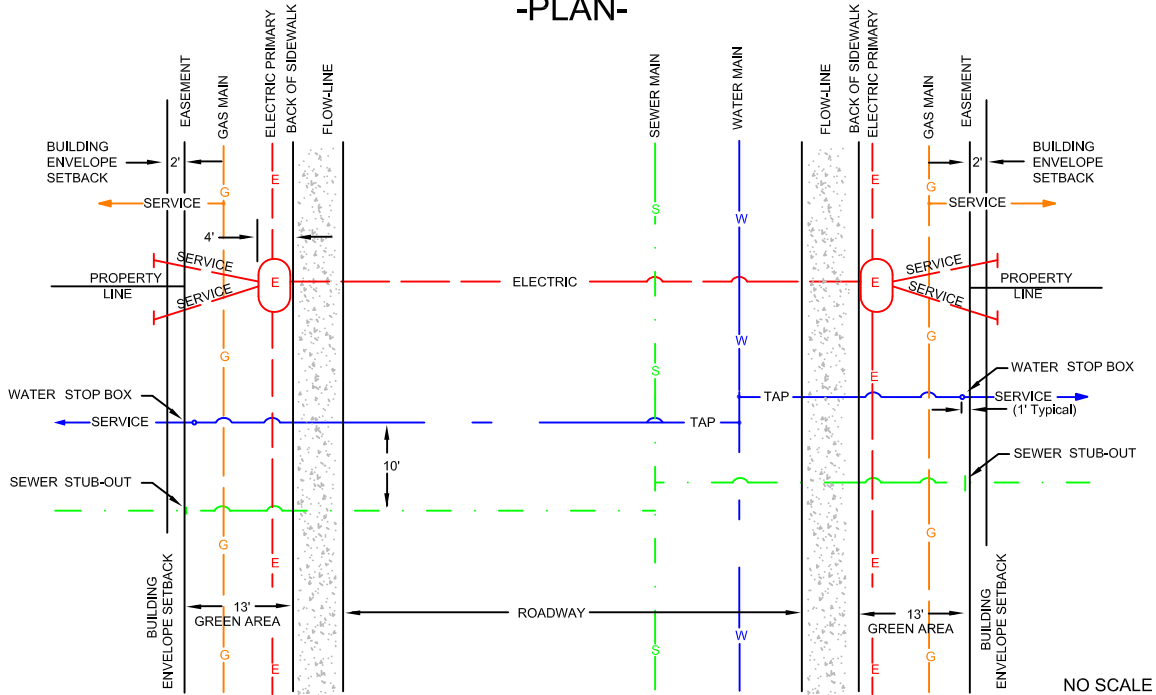 -PLAN-
EASEMENT
GAS MAIN
ELECTRIC PRIMARY
BACK OF SIDEWALK
FLOW-LINE
SEWER MAIN
WATER MAIN
FLOW-LINE
BACK OF SIDEWALK
ELECTRIC PRIMARY
GAS MAIN
EASEMENT
BUILDING
ENVELOPE
SETBACK
2'
2'
BUILDING
ENVELOPE
SETBACK
G
E
S
W
E
G
SERVICE
SERVICE
4'
SERVICE
SERVICE
PROPERTY
LINE
E
ELECTRIC
E
SERVICE
SERVICE
PROPERTY
LINE
G
S
W
E
G
WATER STOP BOX
SERVICE
TAP
TAP
WATER STOP BOX
SERVICE
(1' Typical)
10'
SEWER STUB-OUT
SEWER STUB-OUT
G
E
E
G
BUILDING
ENVELOPE SETBACK
13'
GREEN AREA
ROADWAY
13'
GREEN AREA
BUILDING
ENVELOPE SETBACK
G
E
S
W
E
G
NO SCALE